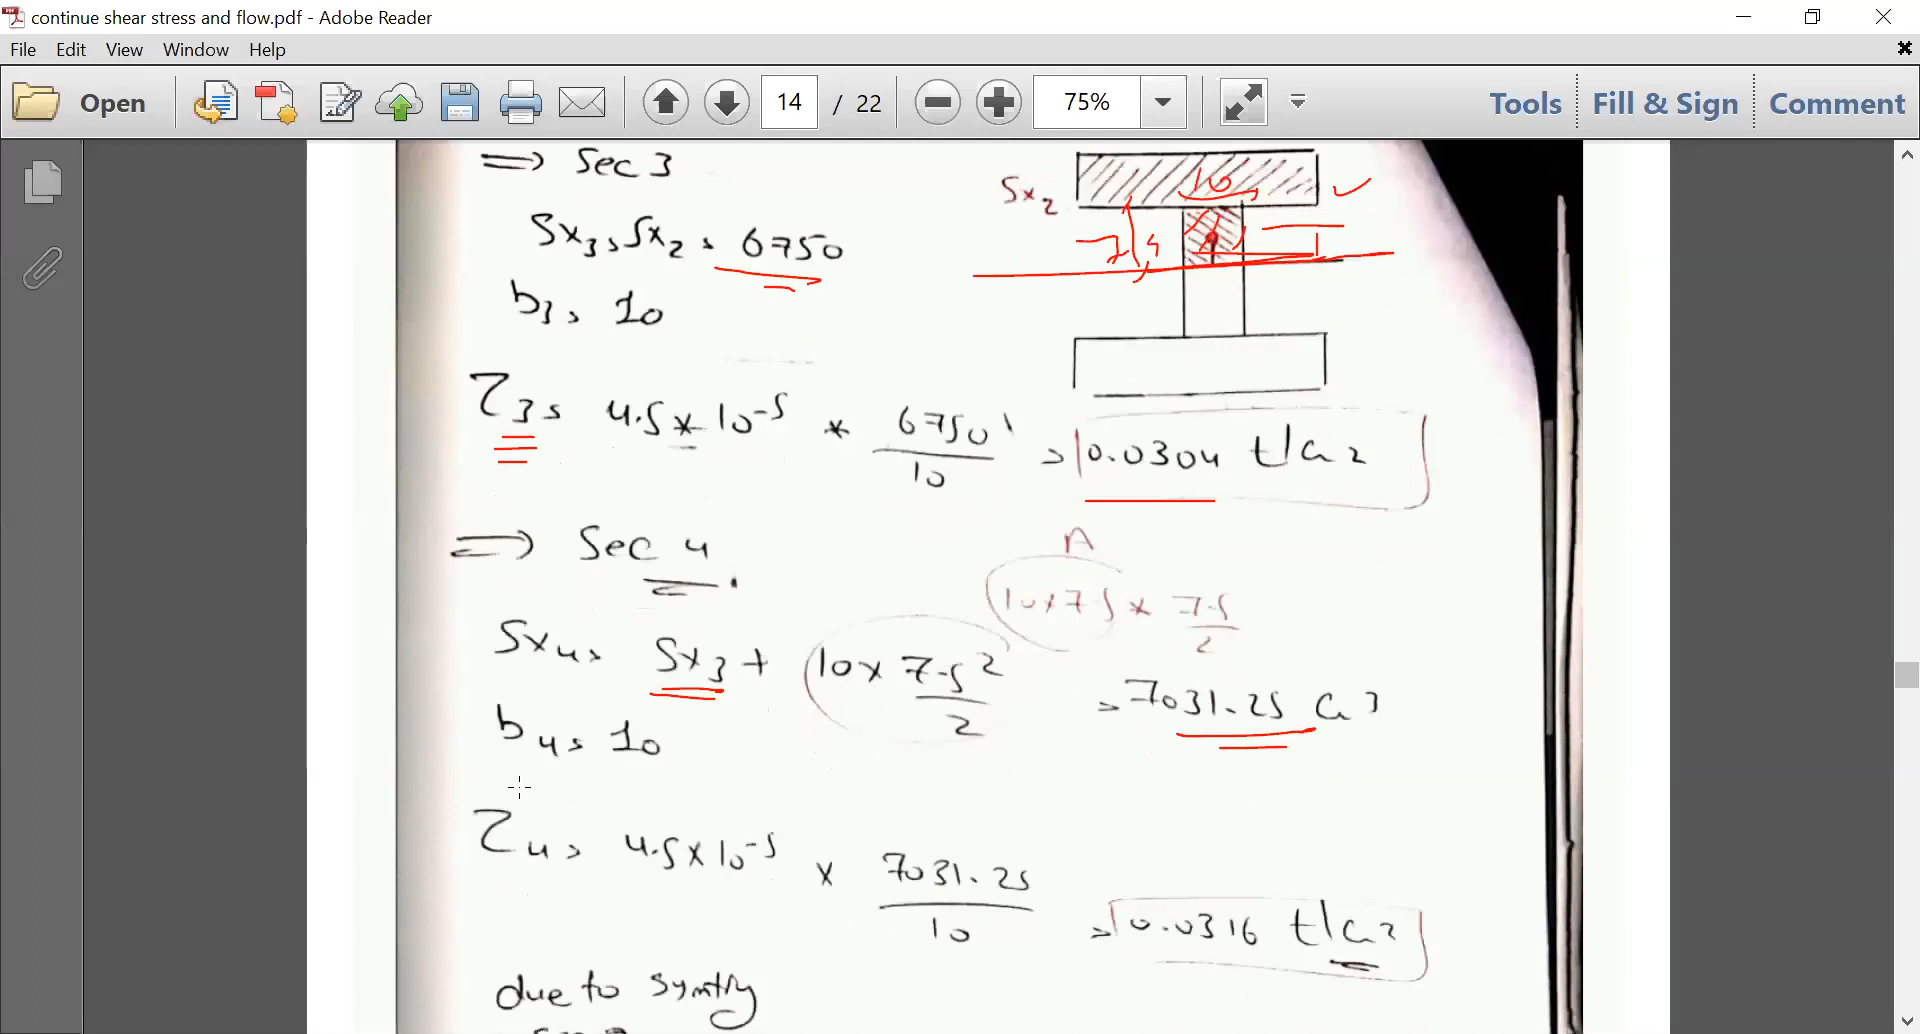 continue shear stress and flow.pdf - Adobe Reader
File Edit View Window Help
Open 14 / 22 75% Tools Fill & Sign Comment
⇒ Sec 3
Sx3 = Sx2 = 6750
b3 = 10
Sx2
10
7.5
τ3 = 4.5 * 10^-5 * 6750 / 10 = 0.0304 t/cm2
⇒ Sec 4
A
10 x 7.5 * 7.5 / 2
Sx4 = Sx3 + (10 x 7.5^2 / 2) = 7031.25 cm3
b4 = 10
τ4 = 4.5 x 10^-5 x 7031.25 / 10 = 0.0316 t/cm2
due to symtry